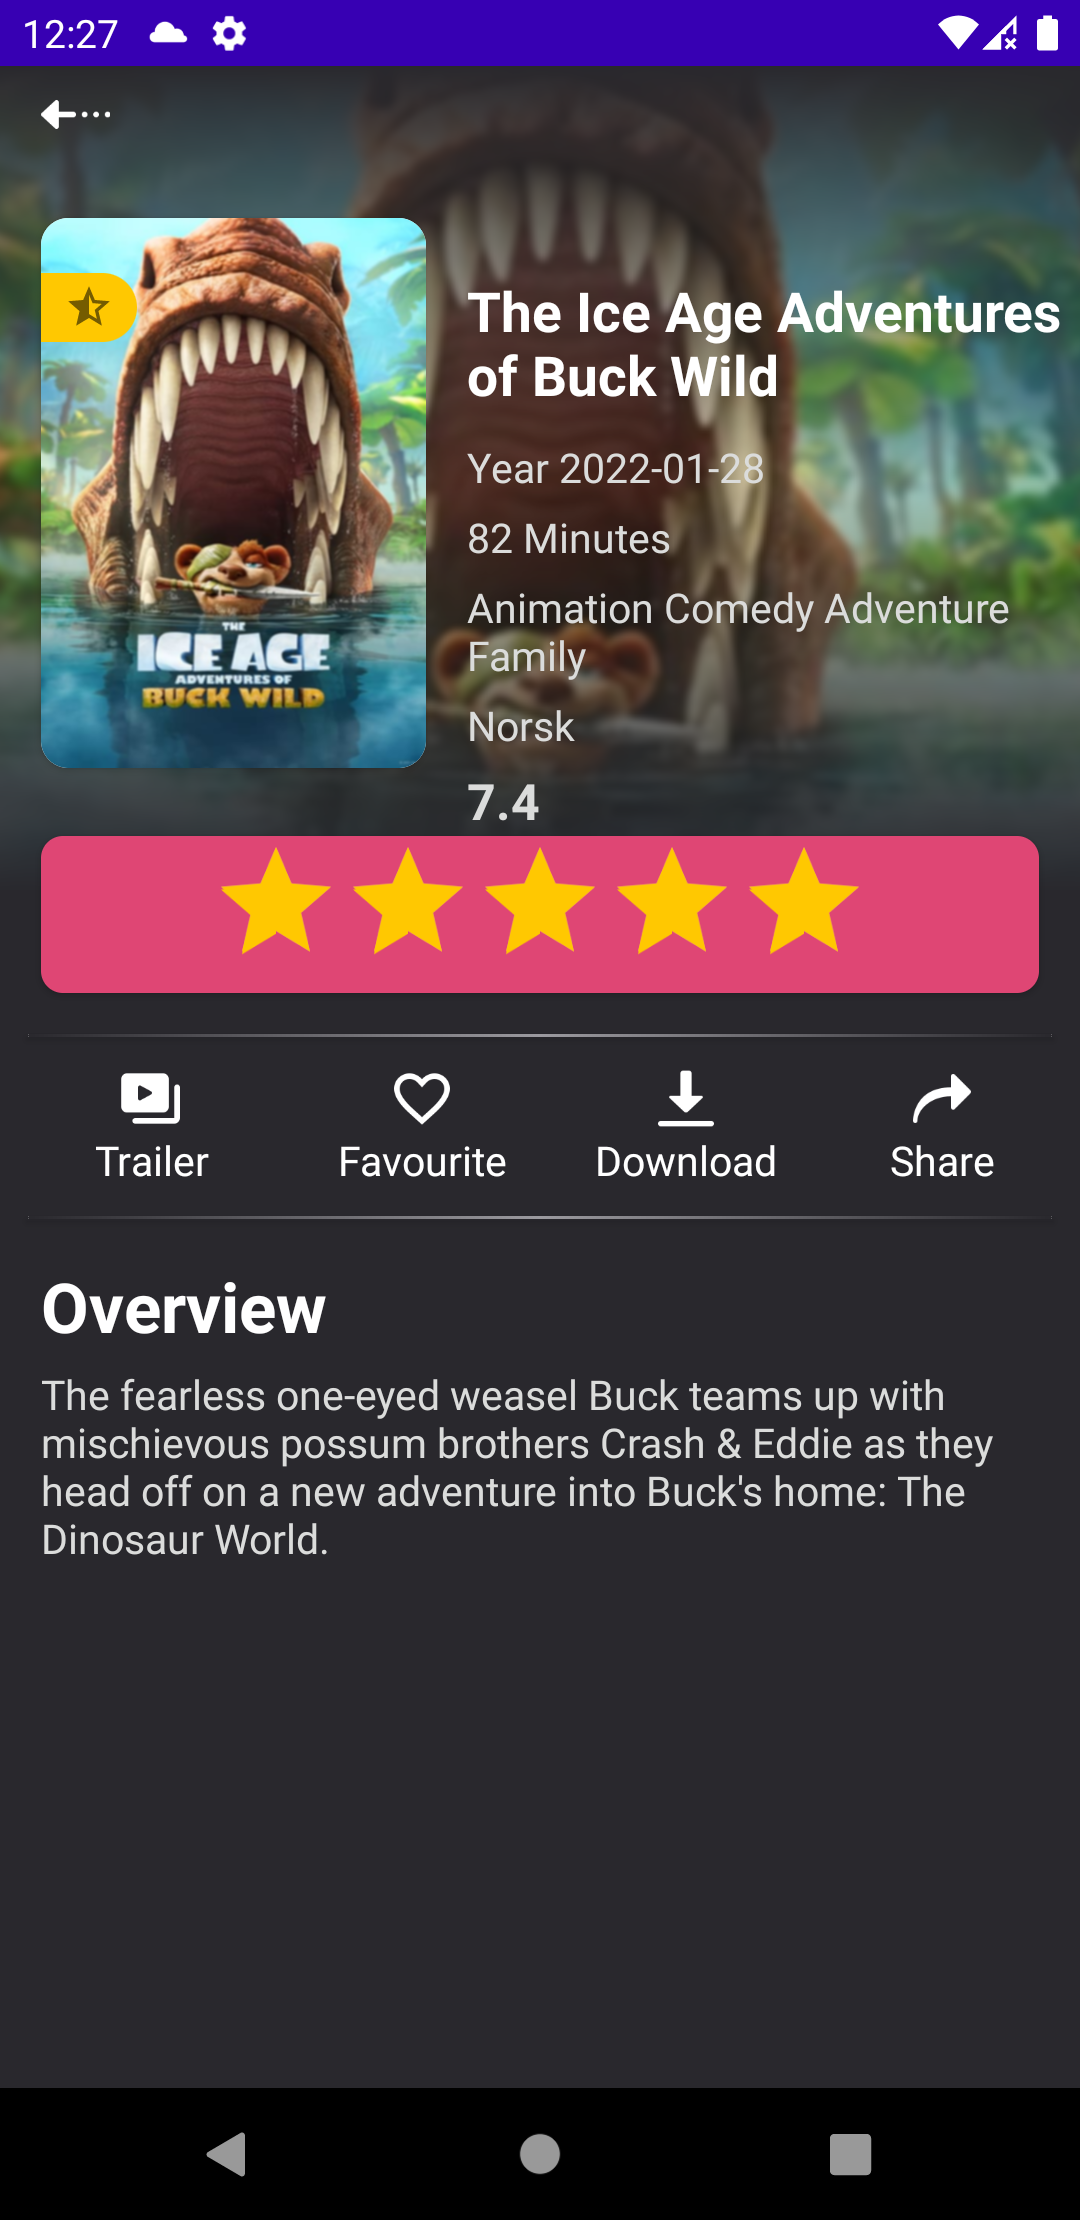 12:27
The Ice Age Adventures
of Buck Wild
Year 2022-01-28
82 Minutes
Animation Comedy Adventure
Family
Norsk
7.4
THE
ICE AGE
ADVENTURES OF
BUCK WILD
Trailer
Favourite
Download
Share
Overview
The fearless one-eyed weasel Buck teams up with
mischievous possum brothers Crash & Eddie as they
head off on a new adventure into Buck's home: The
Dinosaur World.